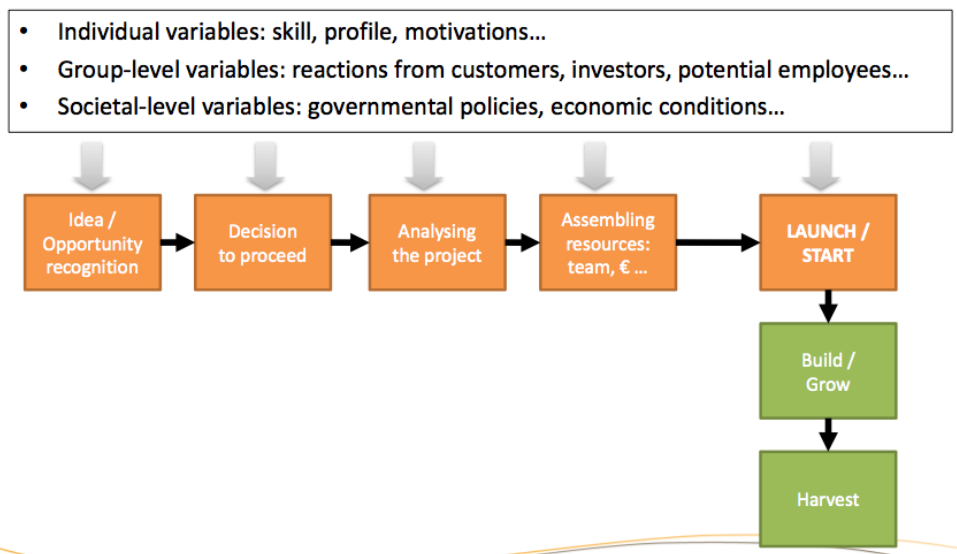 • Individual variables: skill, profile, motivations…
• Group-level variables: reactions from customers, investors, potential employees…
• Societal-level variables: governmental policies, economic conditions…
Idea /
Opportunity
recognition
Decision
to proceed
Analysing
the project
Assembling
resources:
team, € …
LAUNCH /
START
Build /
Grow
Harvest